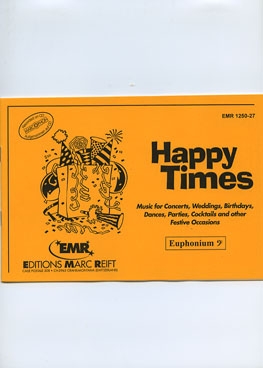 EMR 1250-27
Happy
Times
Music for Concerts, Weddings, Birthdays,
Dances, Parties, Cocktails and other
Festive Occasions
Euphonium 𝄢
EMR
EDITIONS MARC REIFT